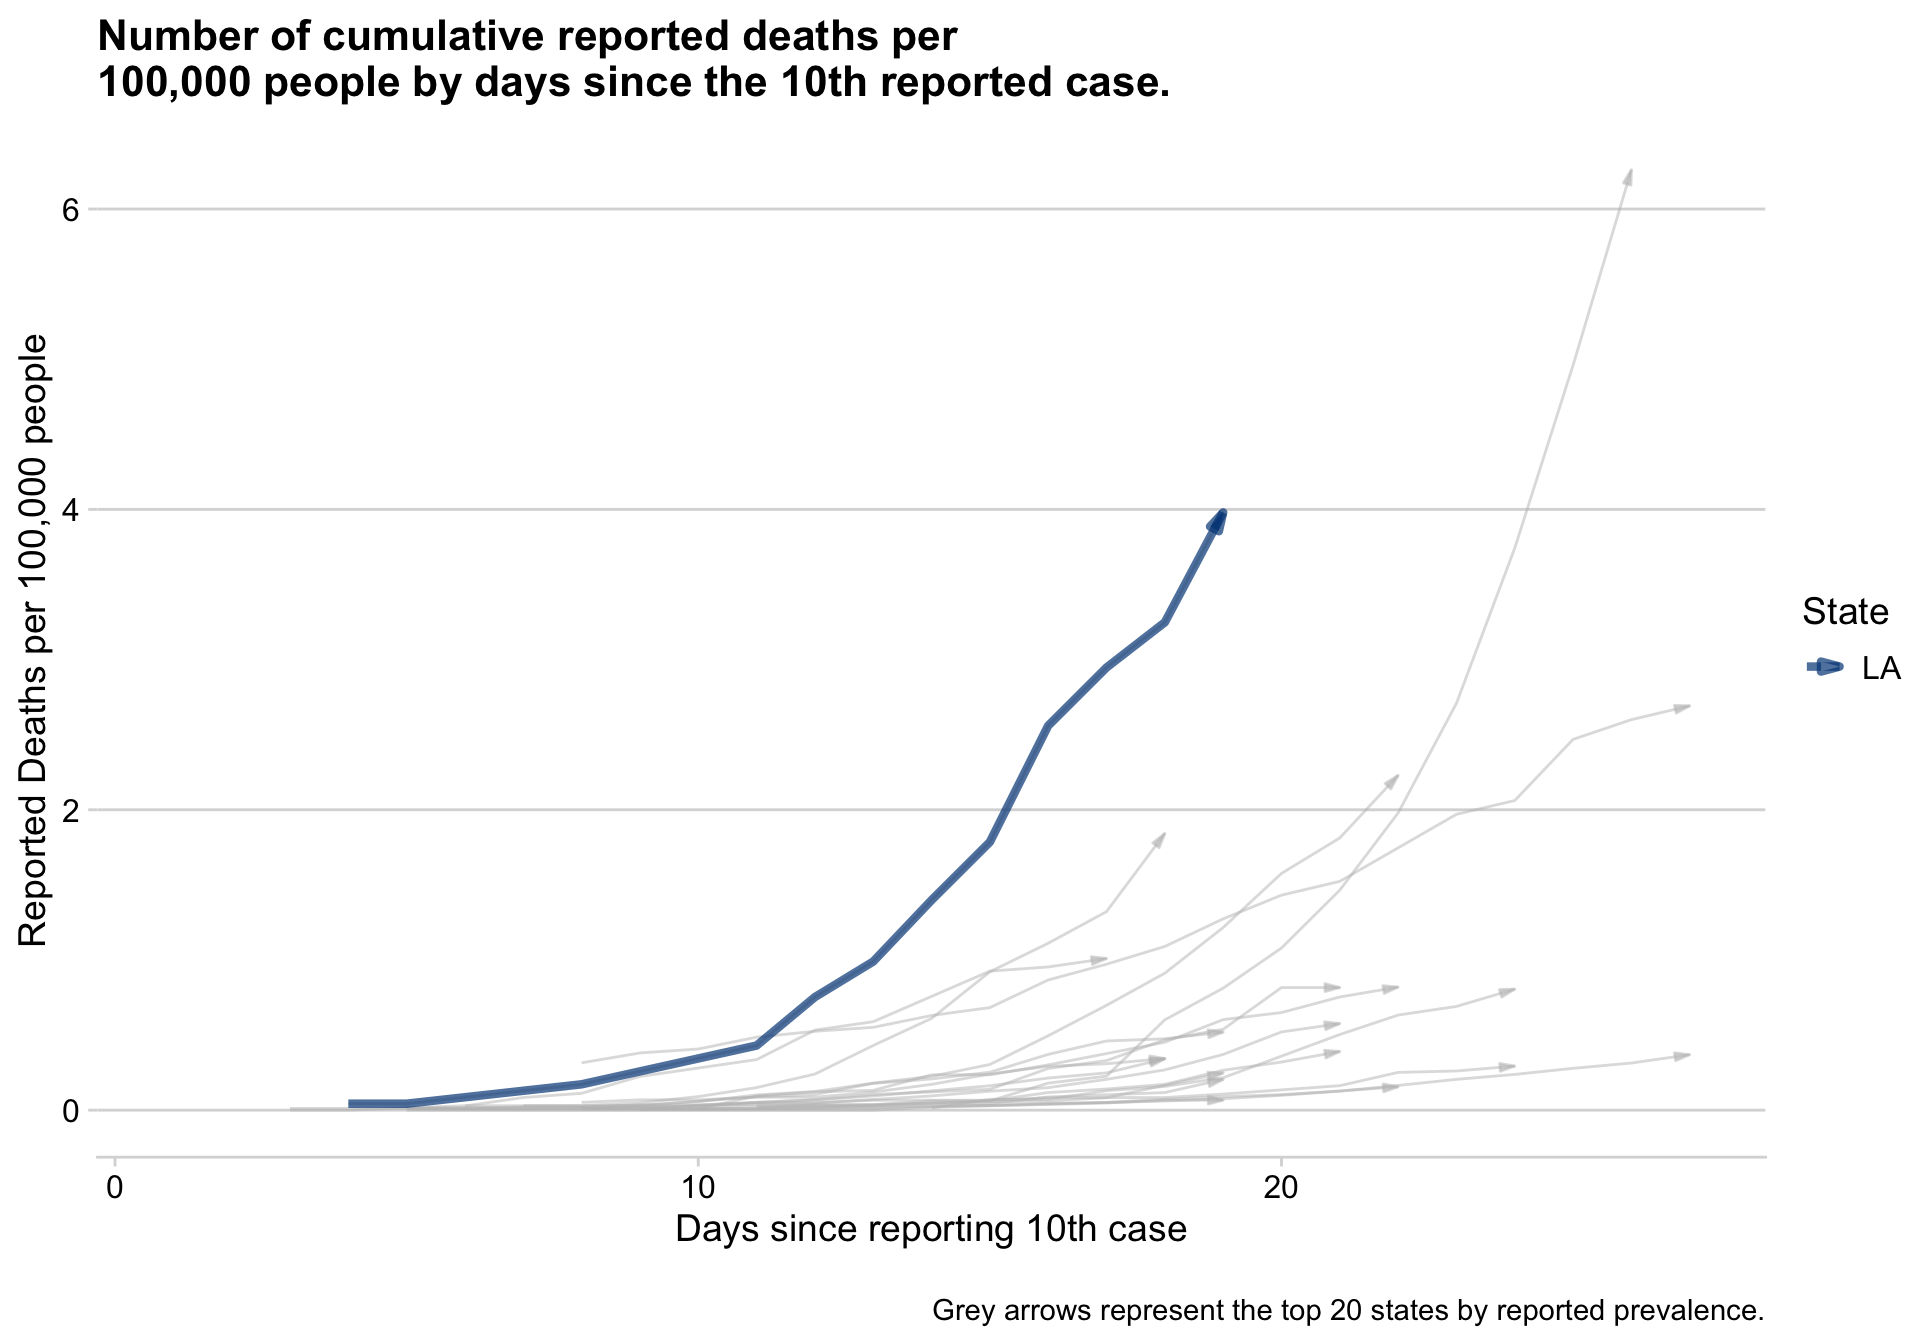 Number of cumulative reported deaths per
100,000 people by days since the 10th reported case.
Reported Deaths per 100,000 people
6
4
2
0
0
10
20
Days since reporting 10th case
State
LA
Grey arrows represent the top 20 states by reported prevalence.